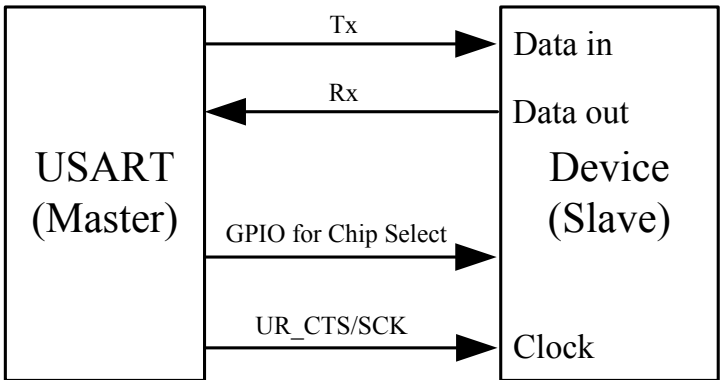 Tx
Data in
Rx
Data out
USART
(Master)
Device
(Slave)
GPIO for Chip Select
UR_CTS/SCK
Clock